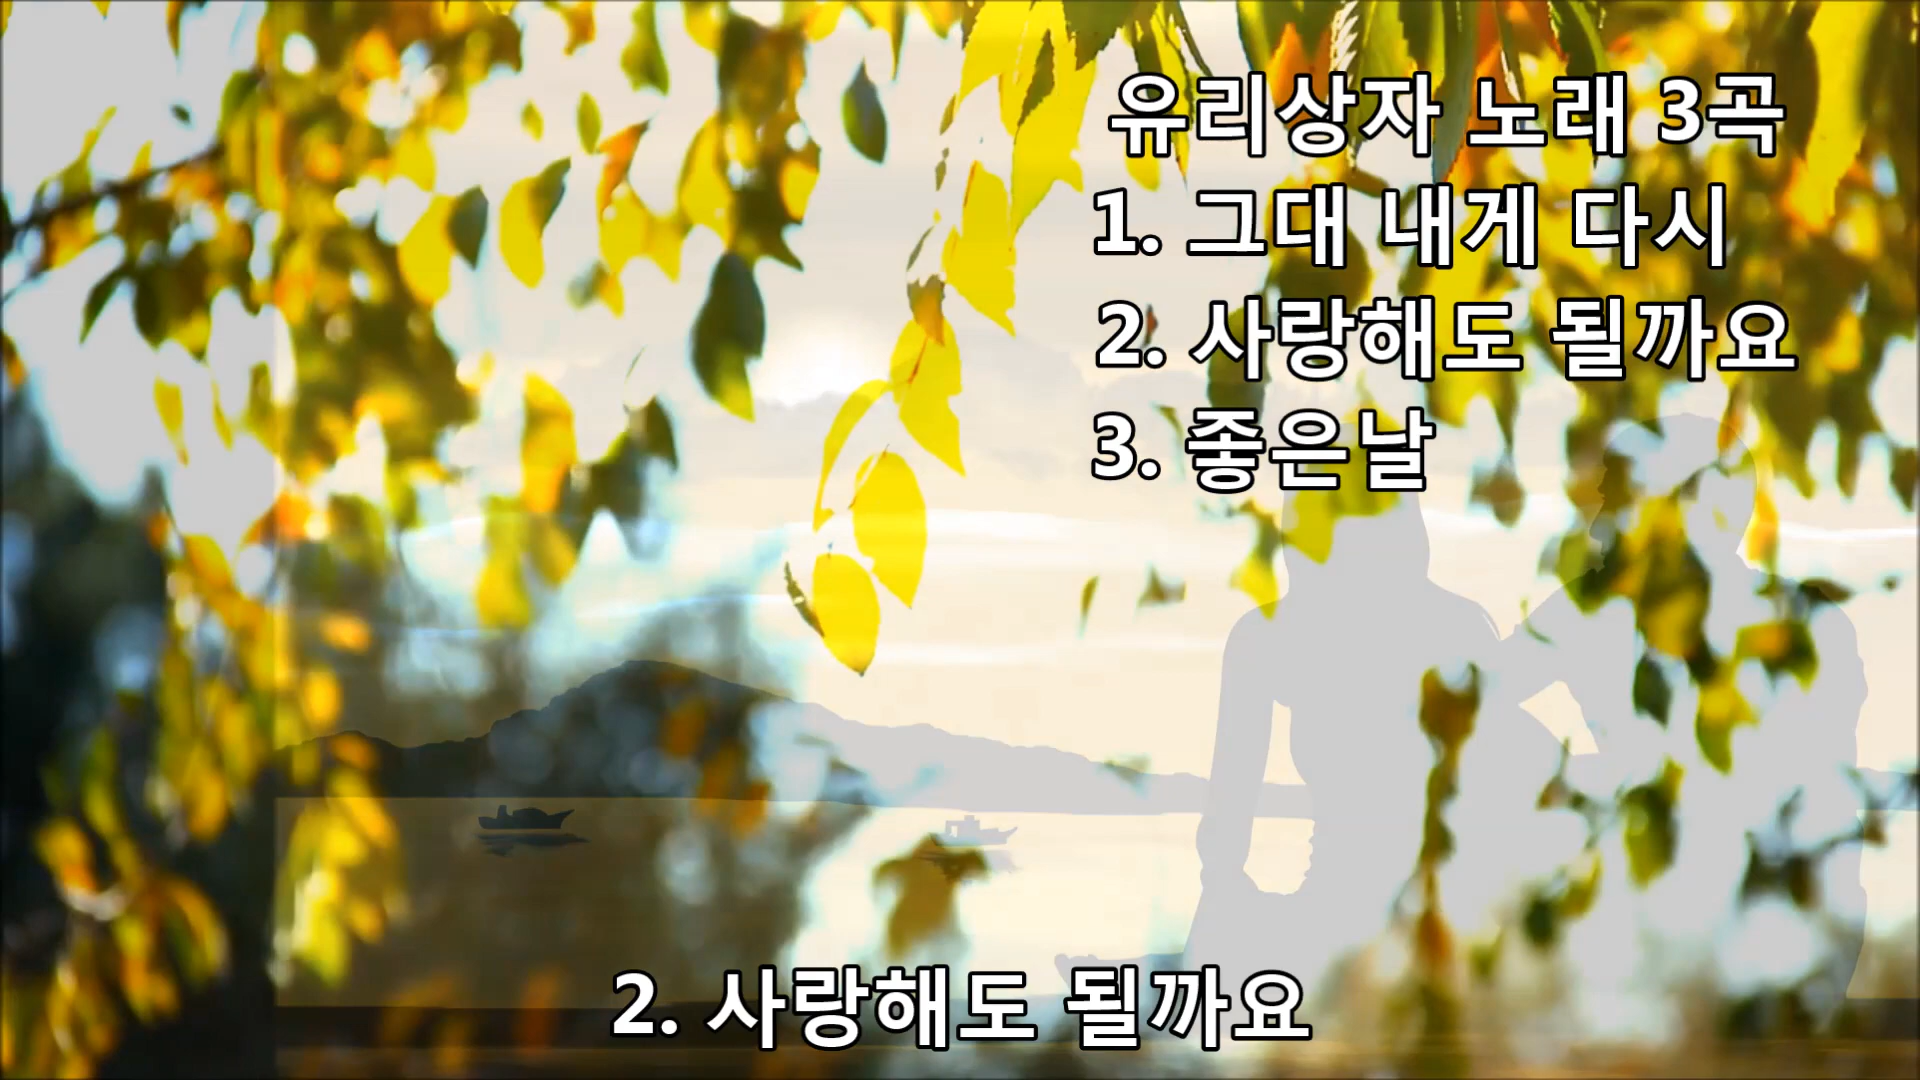 유리상자 노래 3곡
1. 그대 내게 다시
2. 사랑해도 될까요
3. 좋은날
2. 사랑해도 될까요